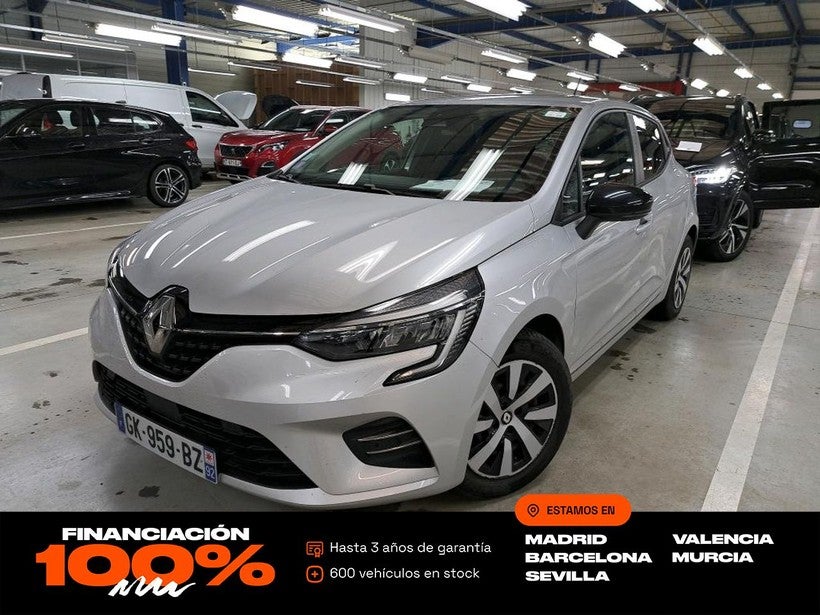 GK-959-BZ
92
FINANCIACIÓN
100%
Hasta 3 años de garantía
600 vehículos en stock
ESTAMOS EN
MADRID
BARCELONA
SEVILLA
VALENCIA
MURCIA